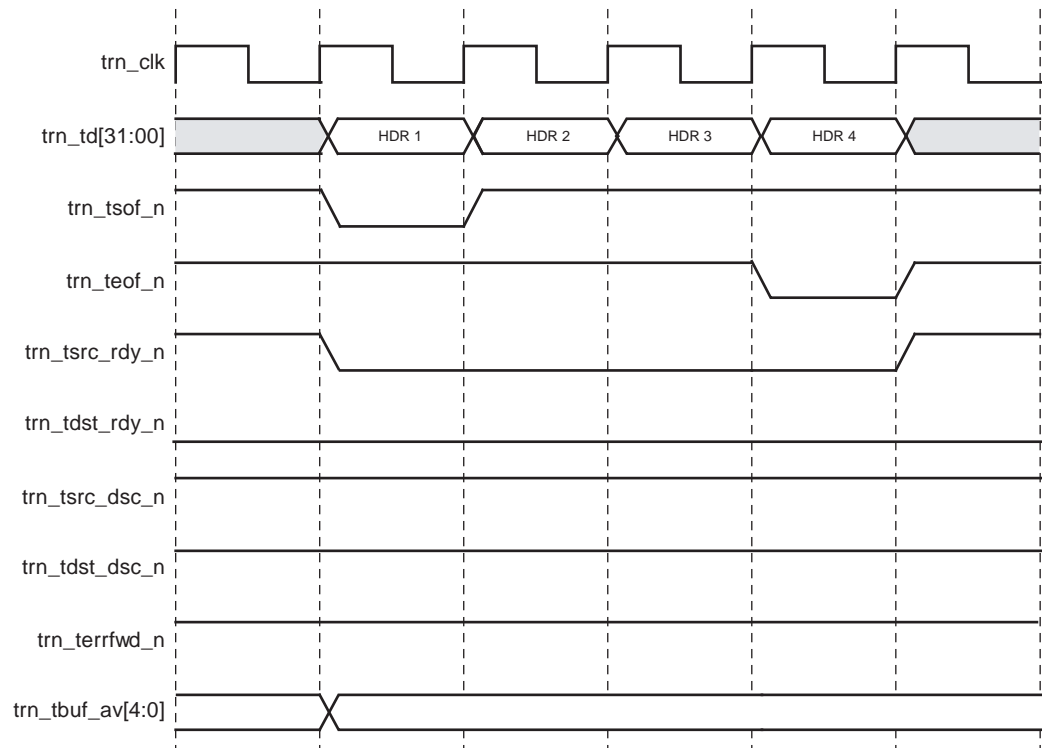 trn_clk
trn_td[31:00]
HDR 1 HDR 2 HDR 3 HDR 4
trn_tsof_n
trn_teof_n
trn_tsrc_rdy_n
trn_tdst_rdy_n
trn_tsrc_dsc_n
trn_tdst_dsc_n
trn_terrfwd_n
trn_tbuf_av[4:0]